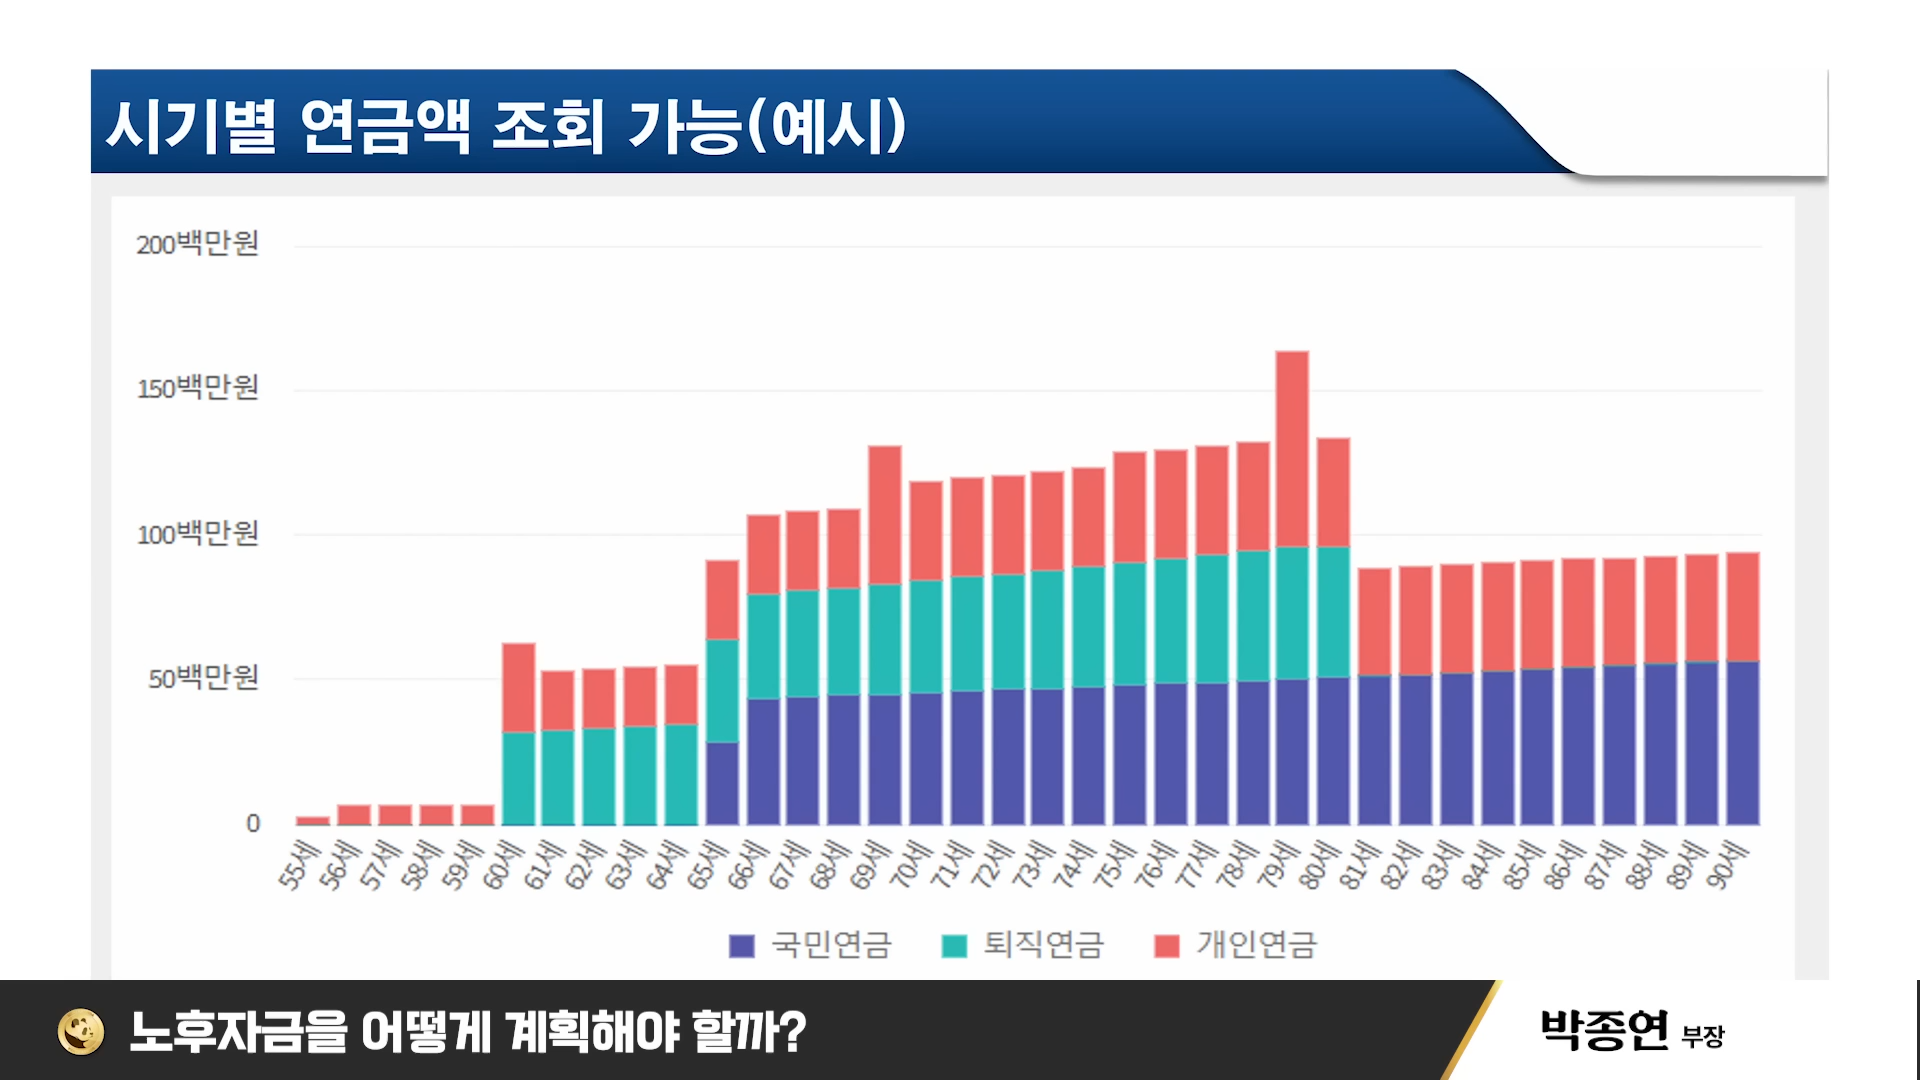 시기별 연금액 조회 가능(예시)
200백만원
150백만원
100백만원
50백만원
0
55세 56세 57세 58세 59세 60세 61세 62세 63세 64세 65세 66세 67세 68세 69세 70세 71세 72세 73세 74세 75세 76세 77세 78세 79세 80세 81세 82세 83세 84세 85세 86세 87세 88세 89세 90세
국민연금 퇴직연금 개인연금
노후자금을 어떻게 계획해야 할까?
박종연 부장